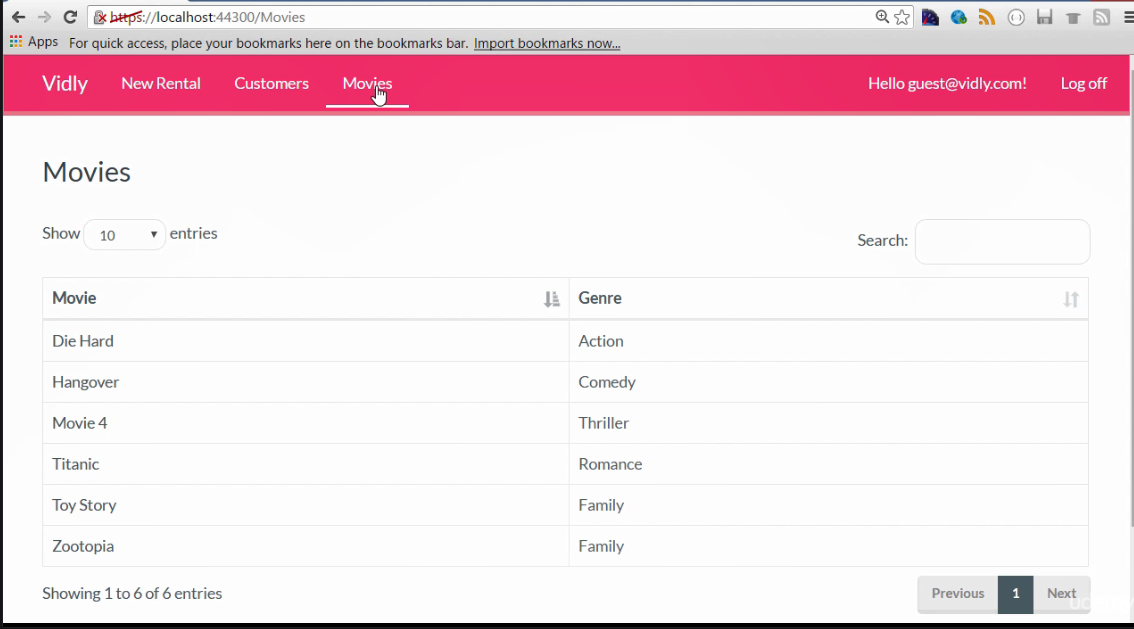 https://localhost:44300/Movies
Apps For quick access, place your bookmarks here on the bookmarks bar. Import bookmarks now...
Vidly New Rental Customers Movies Hello guest@vidly.com! Log off
Movies
Show 10 entries Search:
Movie Genre
Die Hard Action
Hangover Comedy
Movie 4 Thriller
Titanic Romance
Toy Story Family
Zootopia Family
Showing 1 to 6 of 6 entries Previous 1 Next